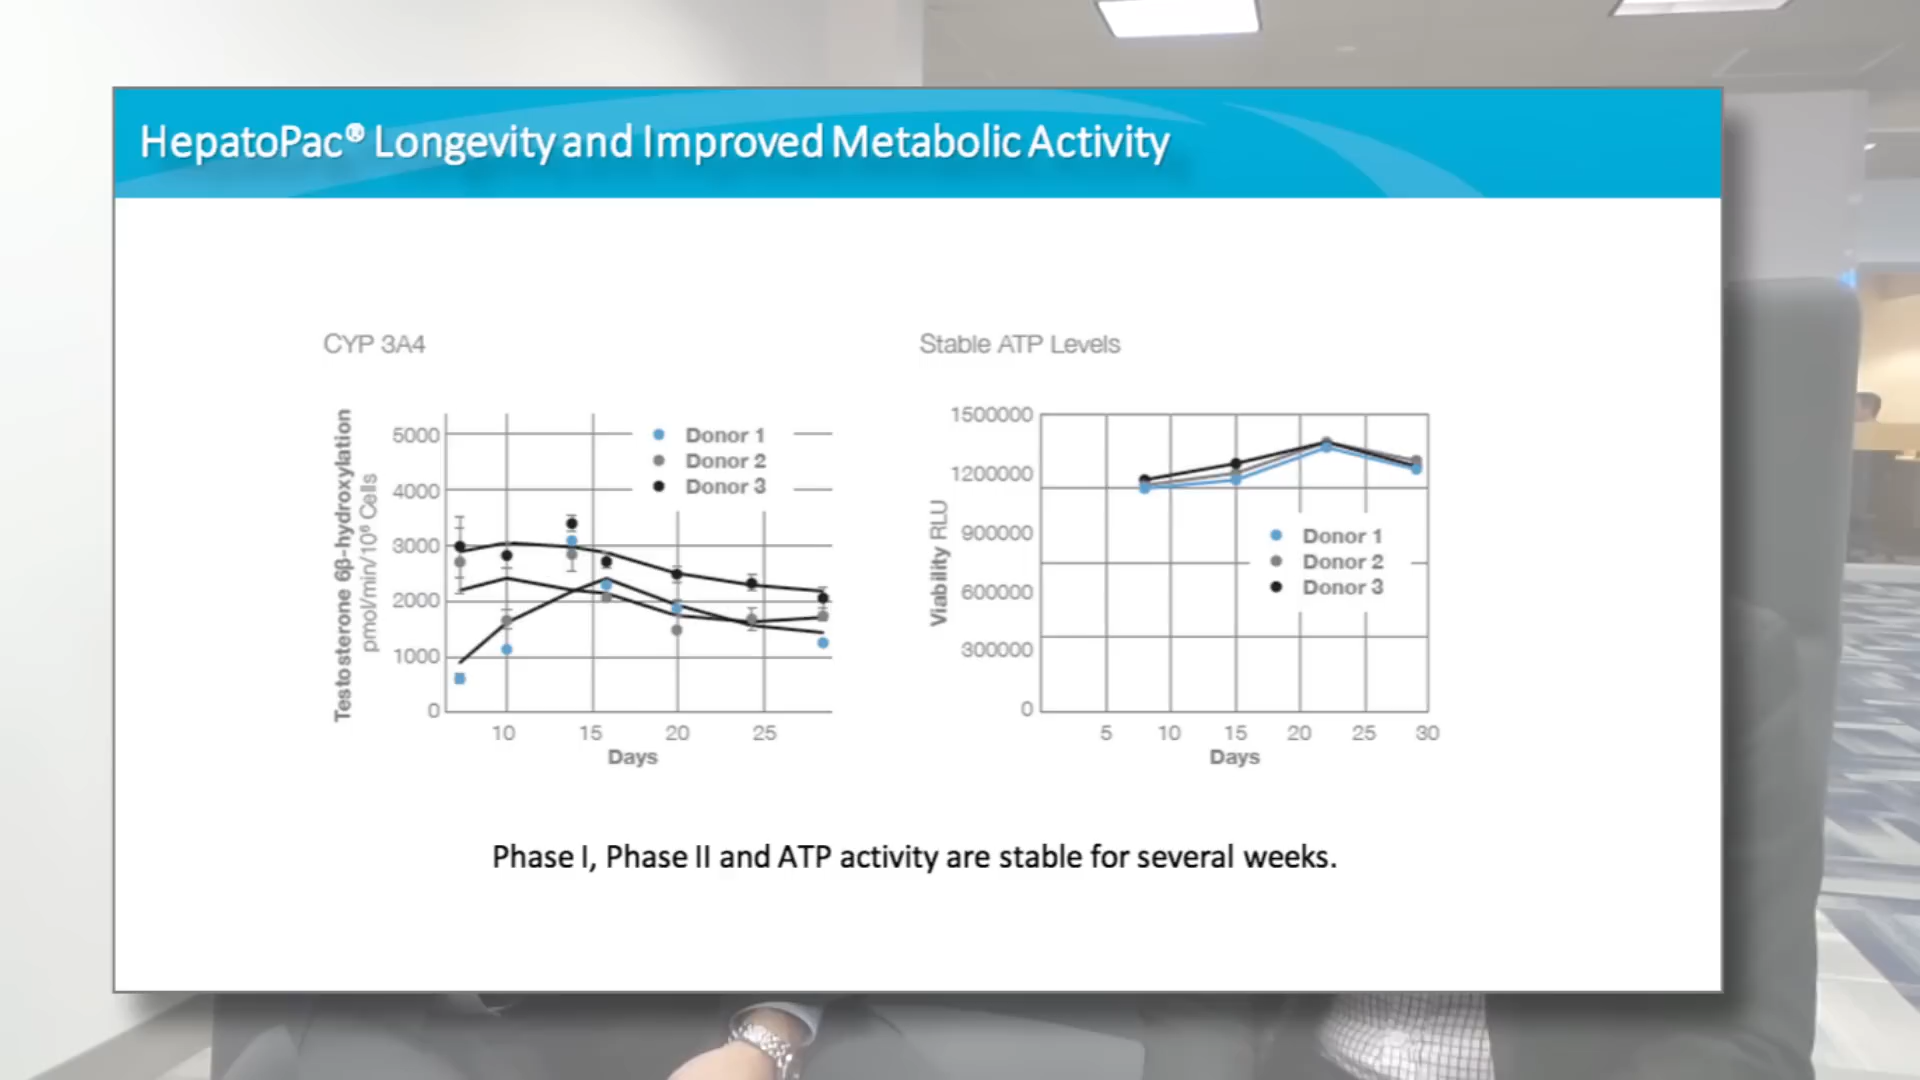 HepatoPac® Longevity and Improved Metabolic Activity
CYP 3A4
Testosterone 6β-hydroxylation
pmol/min/10⁶ Cells
5000
4000
3000
2000
1000
0
Donor 1
Donor 2
Donor 3
10 15 20 25
Days
Stable ATP Levels
Viability RLU
1500000
1200000
900000
600000
300000
0
Donor 1
Donor 2
Donor 3
5 10 15 20 25 30
Days
Phase I, Phase II and ATP activity are stable for several weeks.